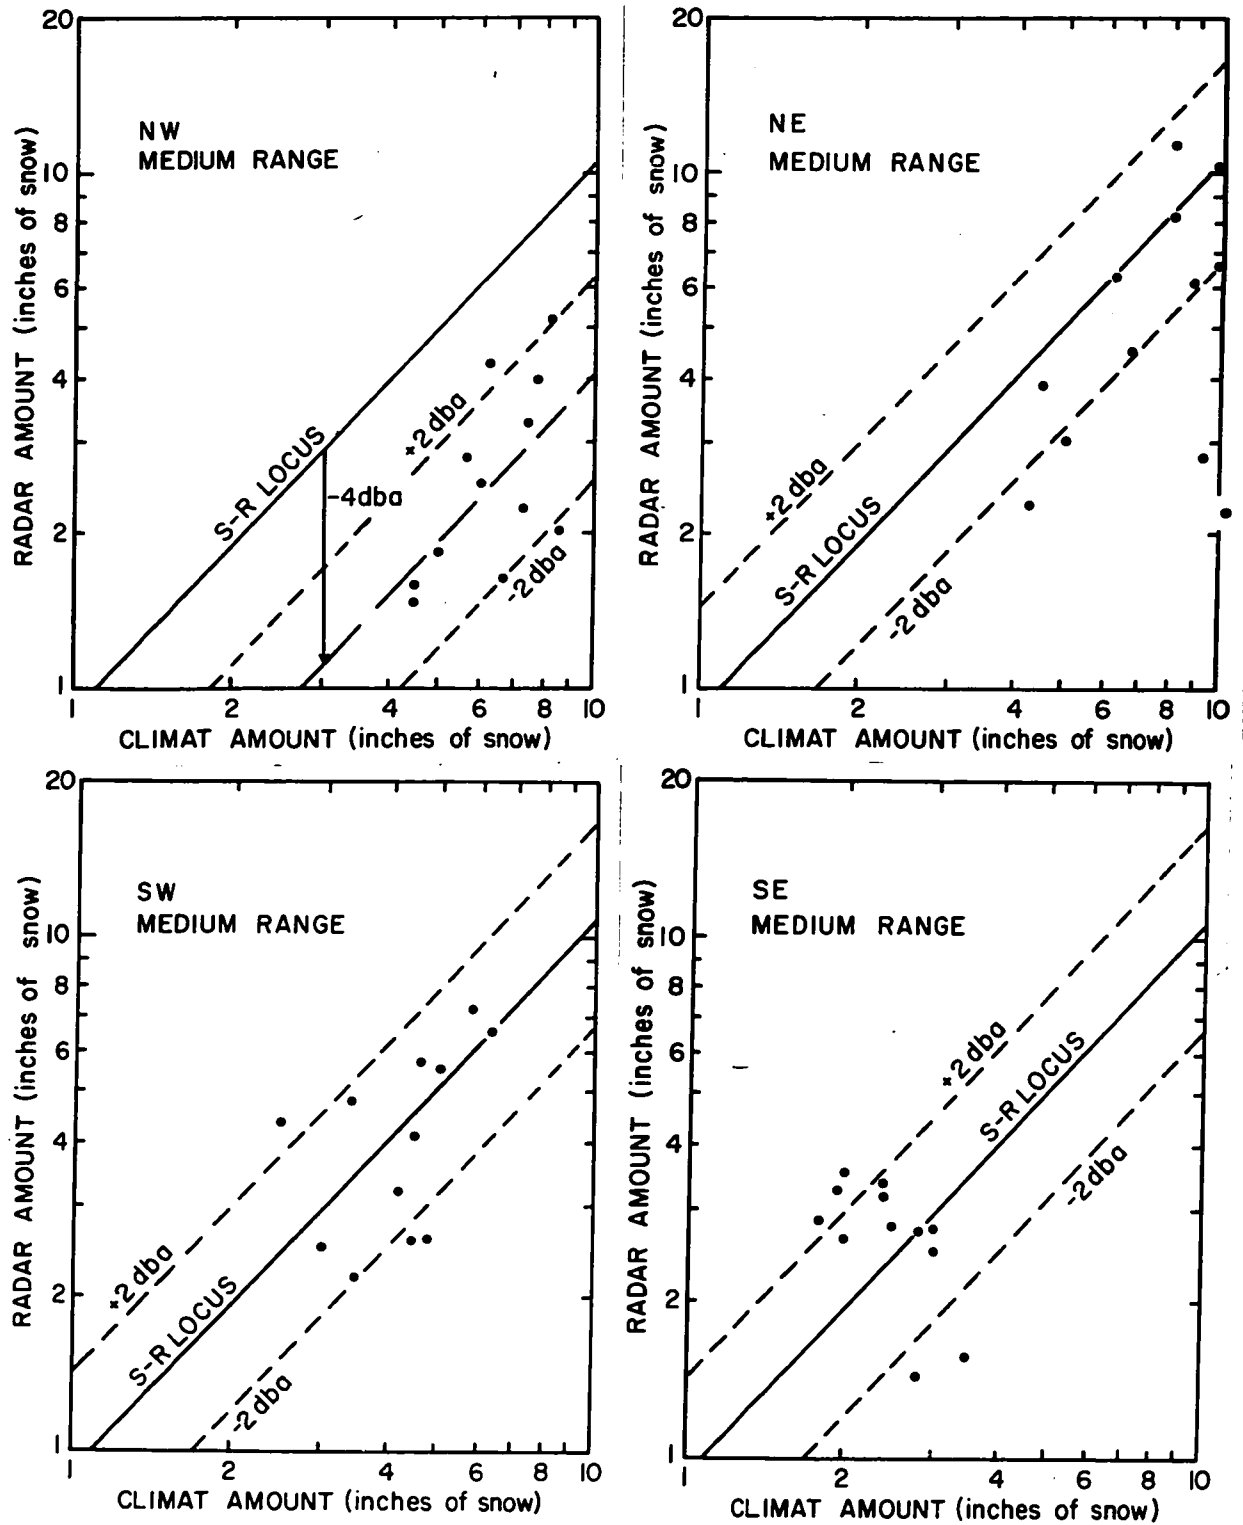 20
10
8
6
4
2
1
RADAR AMOUNT (inches of snow)
NW
MEDIUM RANGE
S-R LOCUS
+2dba
-4dba
-2dba
1 2 3 4 6 8 10
CLIMAT AMOUNT (inches of snow)
20
10
8
6
4
2
1
RADAR AMOUNT (inches of snow)
NE
MEDIUM RANGE
+2dba
S-R LOCUS
-2dba
1 2 3 4 6 8 10
CLIMAT AMOUNT (inches of snow)
20
10
8
6
4
2
1
RADAR AMOUNT (inches of snow)
SW
MEDIUM RANGE
+2dba
S-R LOCUS
-2dba
1 2 3 4 6 8 10
CLIMAT AMOUNT (inches of snow)
20
10
8
6
4
2
1
RADAR AMOUNT (inches of snow)
SE
MEDIUM RANGE
+2dba
S-R LOCUS
-2dba
1 2 3 4 6 8 10
CLIMAT AMOUNT (inches of snow)